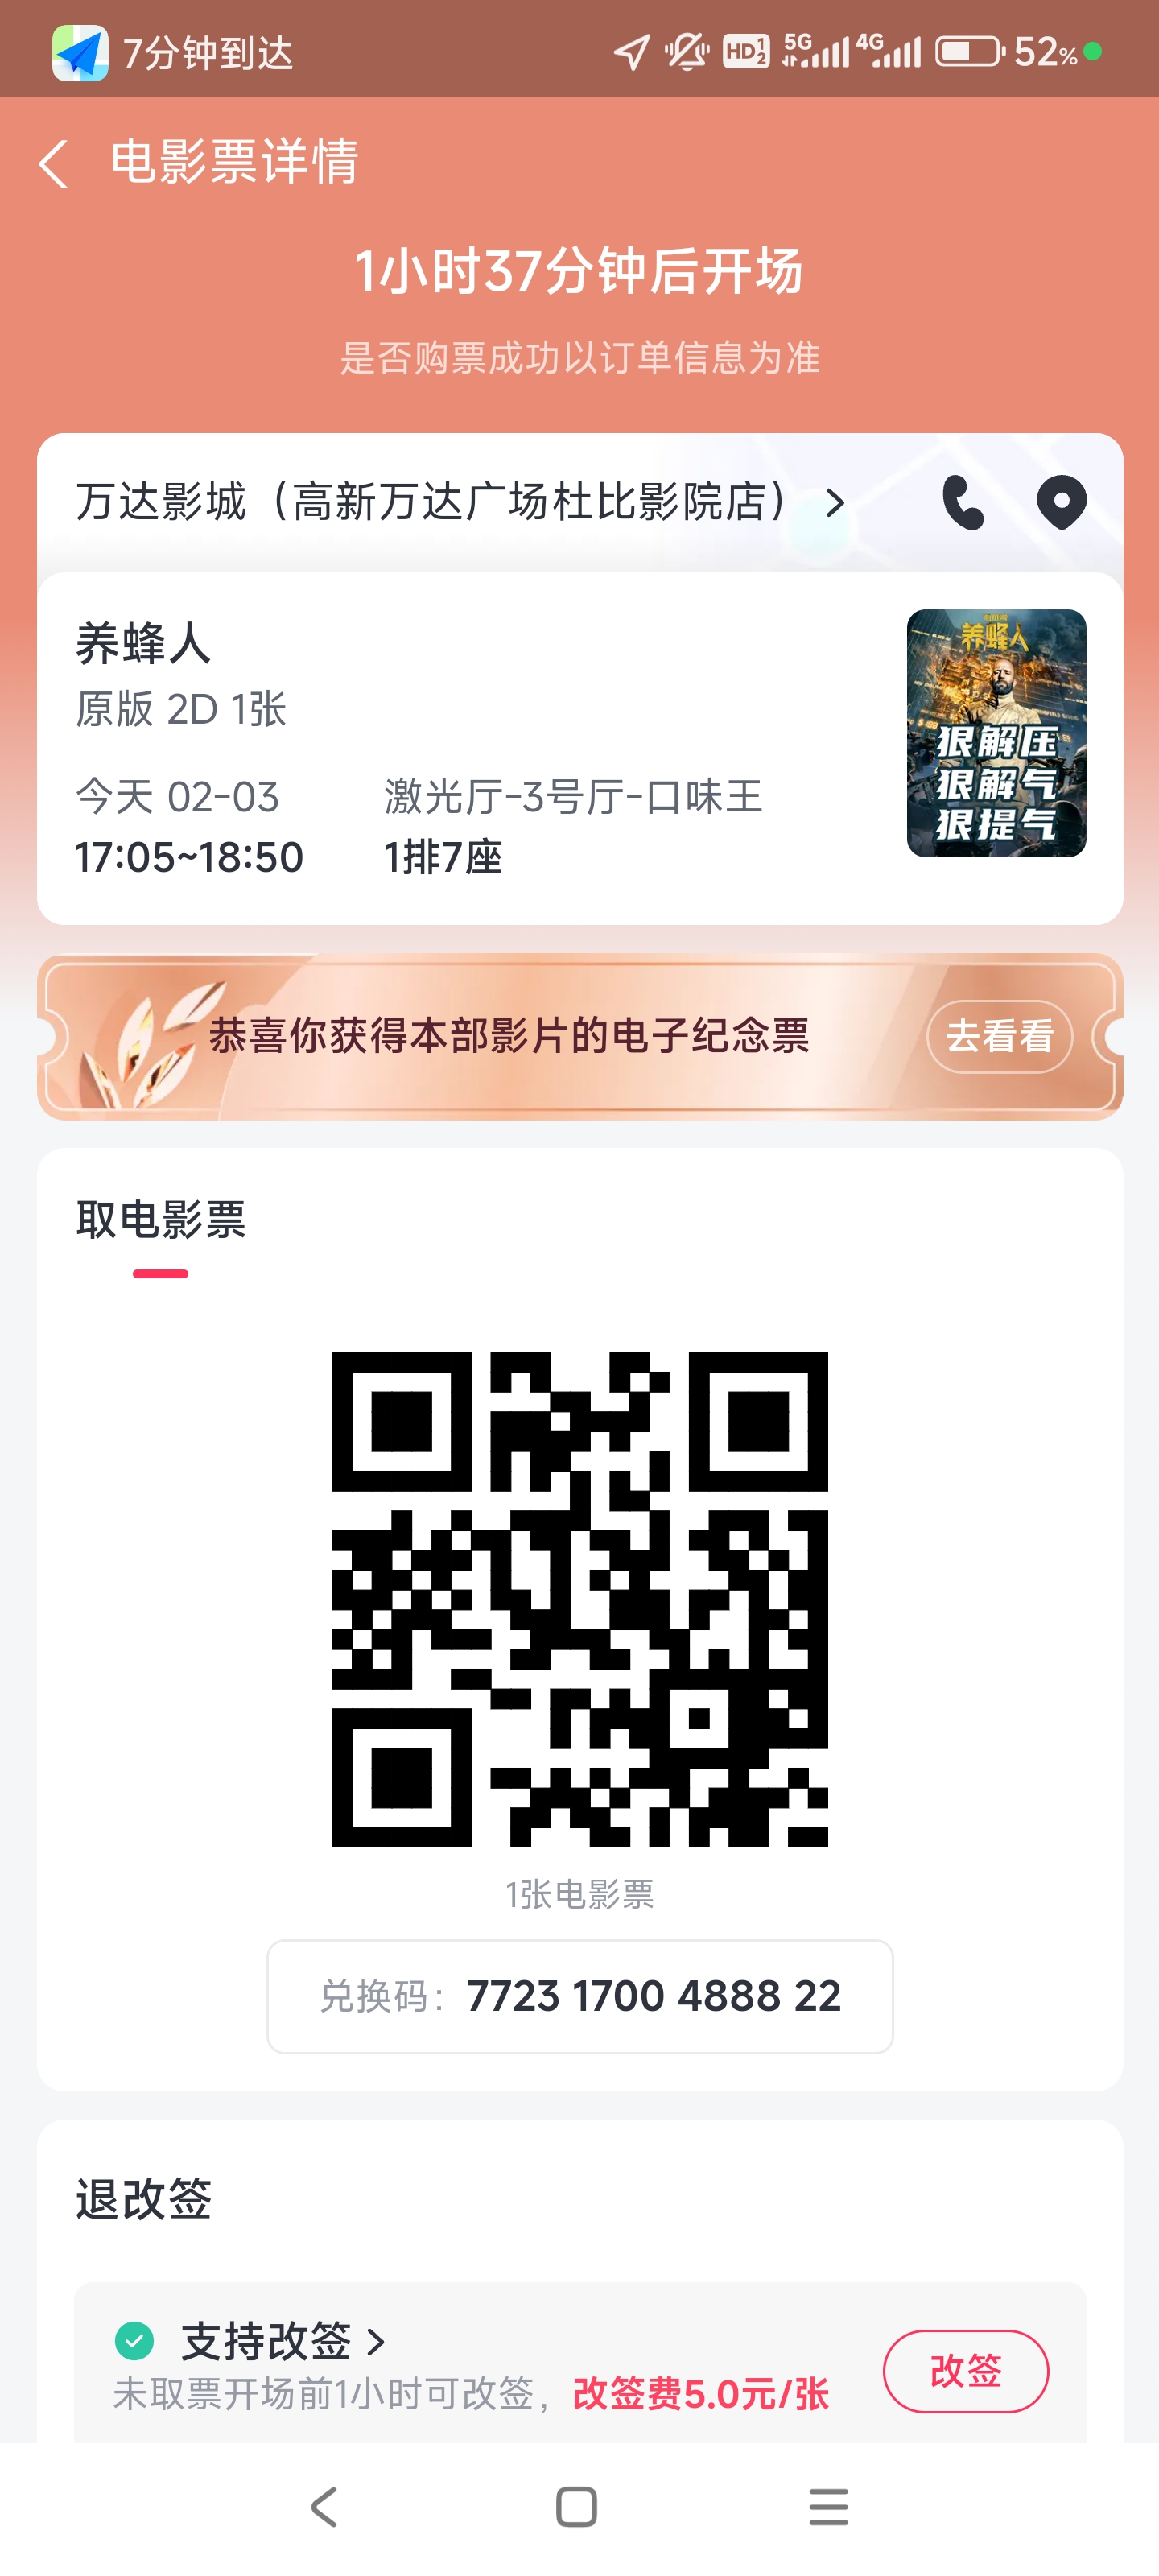 7分钟到达
HD 1 2 5G 4G 52%
电影票详情
1小时37分钟后开场
是否购票成功以订单信息为准
万达影城（高新万达广场杜比影院店）
养蜂人
原版 2D 1张
今天 02-03 激光厅-3号厅-口味王
17:05~18:50 1排7座
养蜂人
狠解压
狠解气
狠提气
恭喜你获得本部影片的电子纪念票 去看看
取电影票
1张电影票
兑换码：7723 1700 4888 22
退改签
支持改签
未取票开场前1小时可改签，改签费5.0元/张 改签